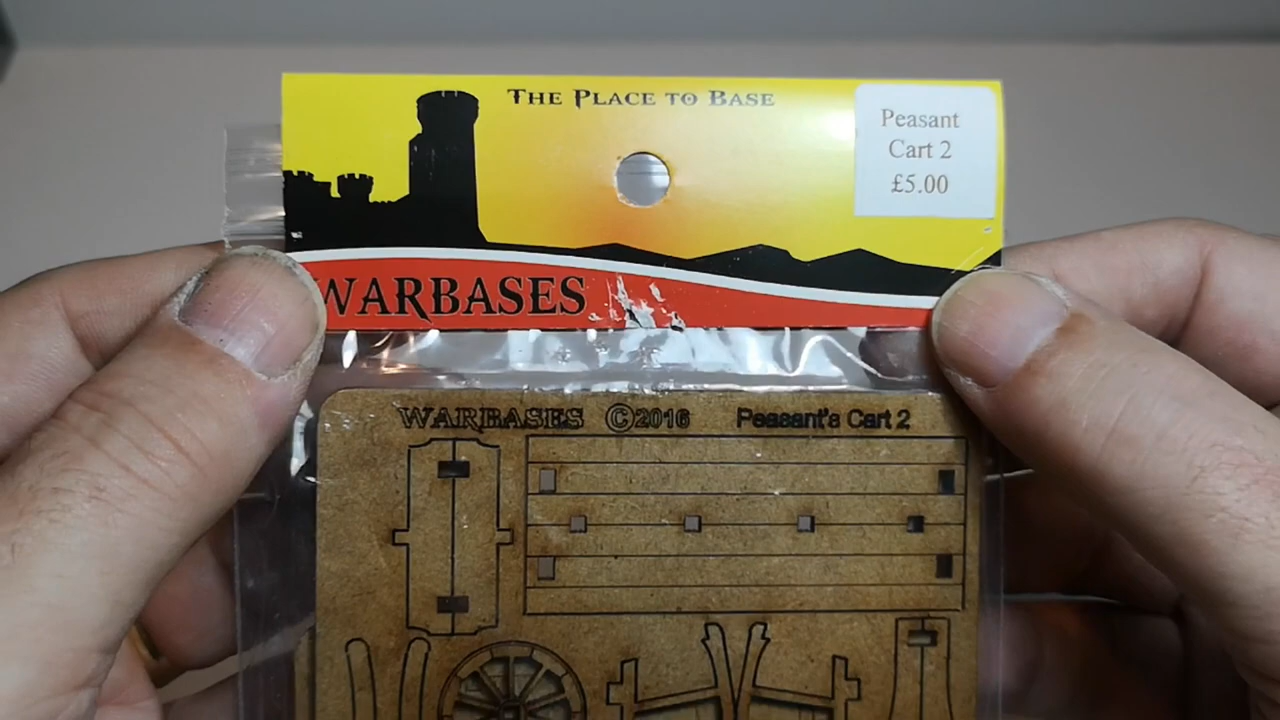 THE PLACE TO BASE
Peasant
Cart 2
£5.00
WARBASES
WARBASES ©2016 Peasant's Cart 2